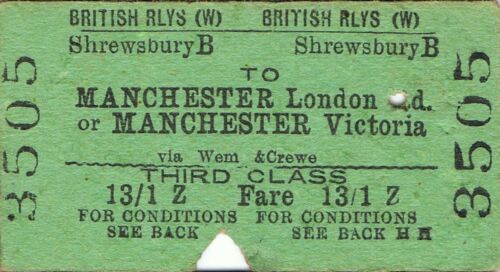 BRITISH RLYS (W) BRITISH RLYS (W)
Shrewsbury B Shrewsbury B
TO
MANCHESTER London Rd.
or MANCHESTER Victoria
via Wem & Crewe
THIRD CLASS
13/1 Z Fare 13/1 Z
FOR CONDITIONS FOR CONDITIONS
SEE BACK SEE BACK H H
3505
3505